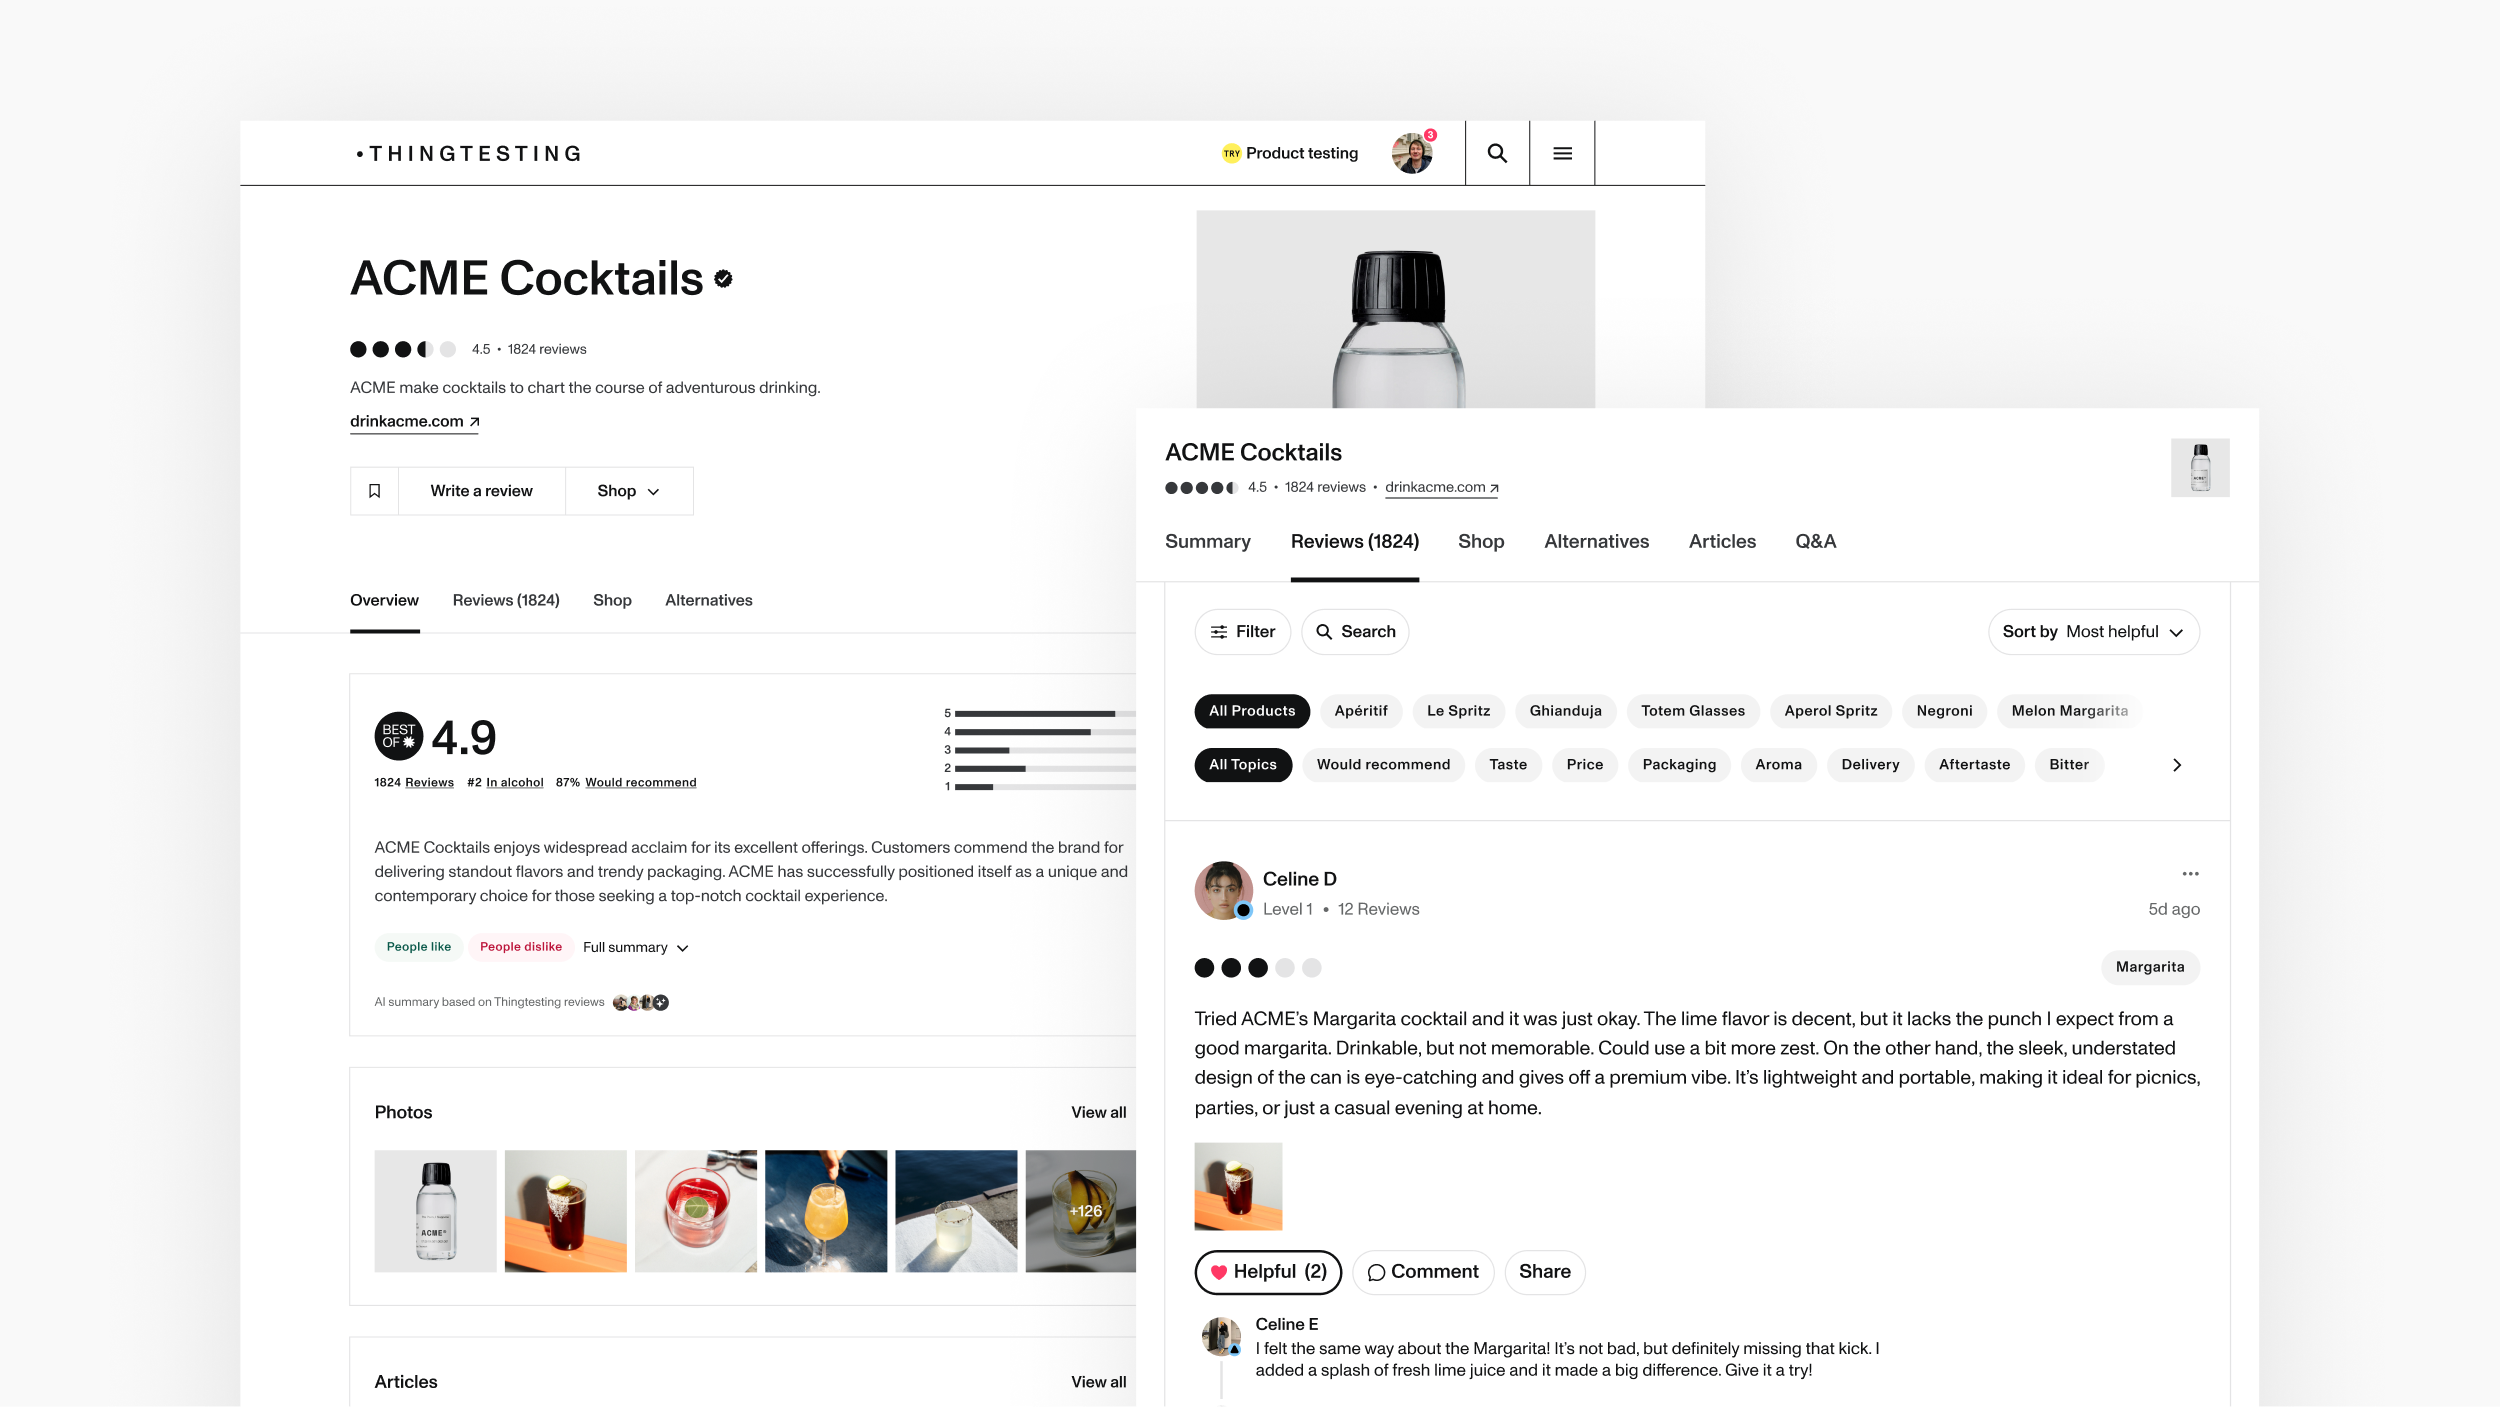 •THINGTESTING
TRY Product testing
3
ACME Cocktails
4.5 • 1824 reviews
ACME make cocktails to chart the course of adventurous drinking.
drinkacme.com
Write a review
Shop
Overview
Reviews (1824)
Shop
Alternatives
BEST
OF
4.9
1824 Reviews #2 In alcohol 87% Would recommend
5
4
3
2
1
ACME Cocktails enjoys widespread acclaim for its excellent offerings. Customers commend the brand for
delivering standout flavors and trendy packaging. ACME has successfully positioned itself as a unique and
contemporary choice for those seeking a top-notch cocktail experience.
People like
People dislike
Full summary
AI summary based on Thingtesting reviews
Photos
View all
ACME
+126
Articles
View all
ACME Cocktails
4.5 • 1824 reviews • drinkacme.com
ACME
Summary
Reviews (1824)
Shop
Alternatives
Articles
Q&A
Filter
Search
Sort by Most helpful
All Products
Apéritif
Le Spritz
Ghianduja
Totem Glasses
Aperol Spritz
Negroni
Melon Margarita
All Topics
Would recommend
Taste
Price
Packaging
Aroma
Delivery
Aftertaste
Bitter
Celine D
Level 1 • 12 Reviews
5d ago
Margarita
Tried ACME’s Margarita cocktail and it was just okay. The lime flavor is decent, but it lacks the punch I expect from a
good margarita. Drinkable, but not memorable. Could use a bit more zest. On the other hand, the sleek, understated
design of the can is eye-catching and gives off a premium vibe. It’s lightweight and portable, making it ideal for picnics,
parties, or just a casual evening at home.
Helpful (2)
Comment
Share
Celine E
I felt the same way about the Margarita! It’s not bad, but definitely missing that kick. I
added a splash of fresh lime juice and it made a big difference. Give it a try!